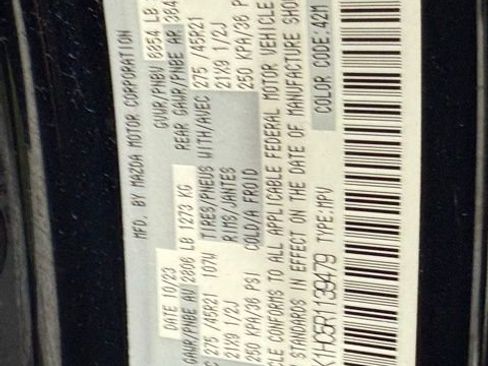 MFD. BY MAZDA MOTOR CORPORATION
DATE 10/23 GVWR/PNBV 6854 LB
GAWR/PNBE AV 2806 LB 1273 KG REAR GAWR/PNBE AR 384
275 /45R21 107W TIRES/PNEUS WITH/AVEC 275 /45R21
21X9 1/2J RIMS/JANTES 21X9 1/2J
250 KPA/36 PSI COLD/A FROID 250 KPA/36 P
CLE CONFORMS TO ALL APPLICABLE FEDERAL MOTOR VEHICLE
STANDARDS IN EFFECT ON THE DATE OF MANUFACTURE SHO
1HC5R1139479 TYPE:MPV COLOR CODE:42M